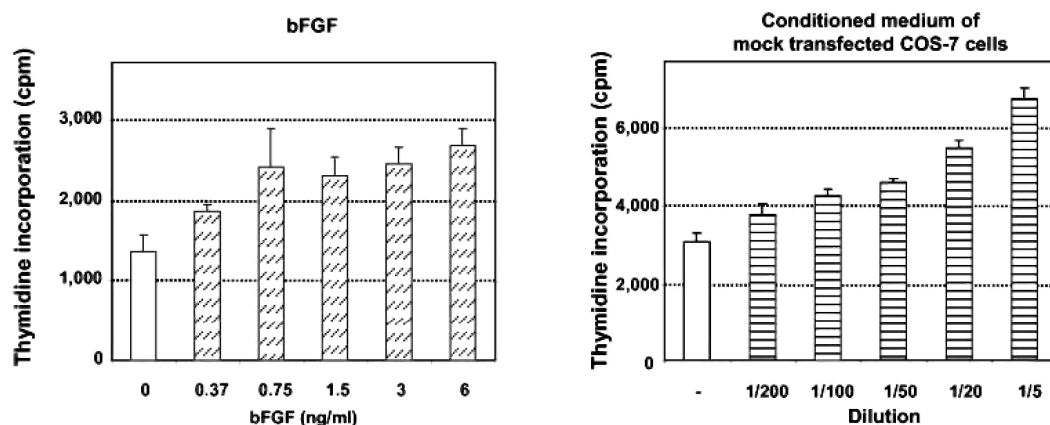 bFGF
Thymidine incorporation (cpm)
3,000
2,000
1,000
0
0 0.37 0.75 1.5 3 6
bFGF (ng/ml)
Conditioned medium of
mock transfected COS-7 cells
Thymidine incorporation (cpm)
6,000
4,000
2,000
0
- 1/200 1/100 1/50 1/20 1/5
Dilution